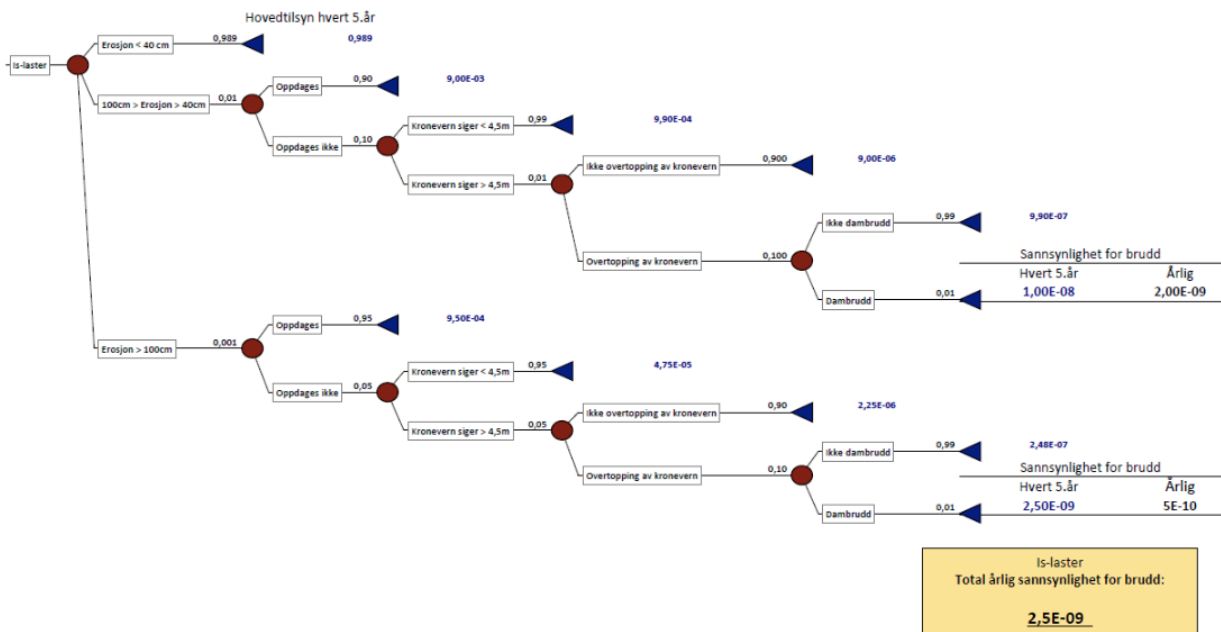 Hovedtilsyn hvert 5.år
Is-laster
Erosjon < 40 cm
0,989
0,989
100cm > Erosjon > 40cm
0,01
Oppdages
0,90
9,00E-03
Oppdages ikke
0,10
Kronevern siger < 4,5m
0,99
9,90E-04
Kronevern siger > 4,5m
0,01
Ikke overtopping av kronevern
0,900
9,00E-06
Overtopping av kronevern
0,100
Ikke dambrudd
0,99
9,90E-07
Sannsynlighet for brudd
Hvert 5.år Årlig
Dambrudd
0,01
1,00E-08 2,00E-09
Erosjon > 100cm
0,001
Oppdages
0,95
9,50E-04
Oppdages ikke
0,05
Kronevern siger < 4,5m
0,95
4,75E-05
Kronevern siger > 4,5m
0,05
Ikke overtopping av kronevern
0,90
2,25E-06
Overtopping av kronevern
0,10
Ikke dambrudd
0,99
2,48E-07
Sannsynlighet for brudd
Hvert 5.år Årlig
Dambrudd
0,01
2,50E-09 5E-10
Is-laster
Total årlig sannsynlighet for brudd:
2,5E-09